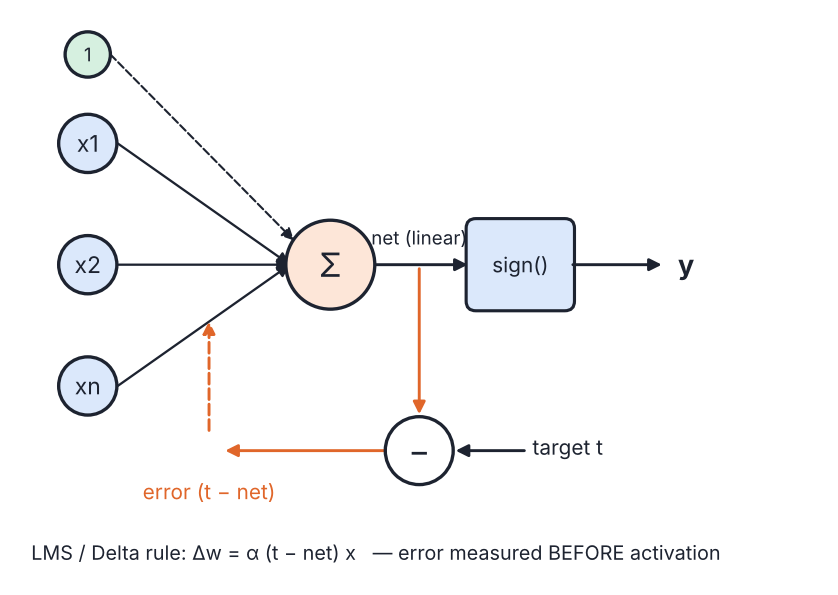 1
x1
net (linear)
x2
Σ
sign()
y
xn
−
target t
error (t − net)
LMS / Delta rule: Δw = α (t − net) x — error measured BEFORE activation